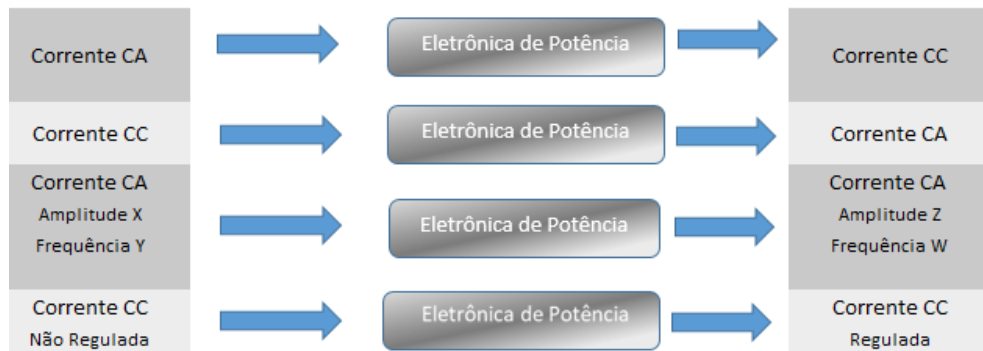 Corrente CA
Eletrônica de Potência
Corrente CC
Corrente CC
Eletrônica de Potência
Corrente CA
Corrente CA
Amplitude X
Frequência Y
Eletrônica de Potência
Corrente CA
Amplitude Z
Frequência W
Corrente CC
Não Regulada
Eletrônica de Potência
Corrente CC
Regulada